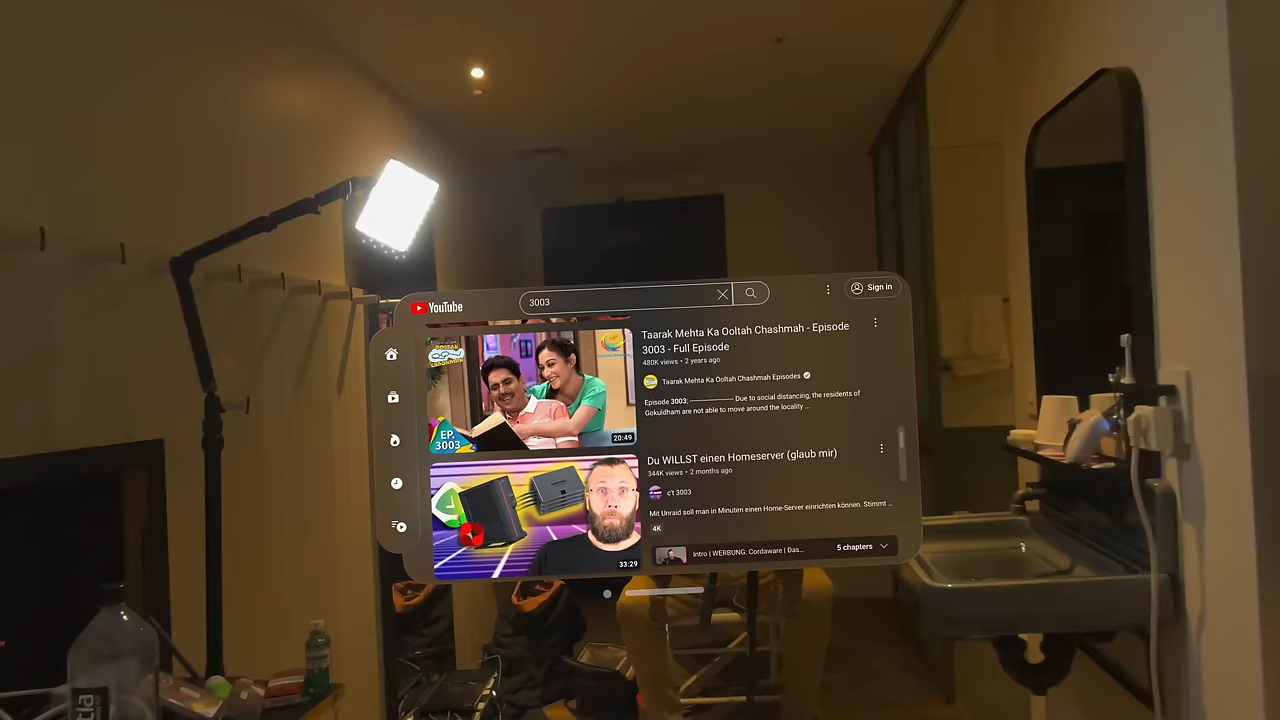 YouTube
3003
Sign in
Taarak Mehta Ka Ooltah Chashmah - Episode
3003 - Full Episode
480K views • 2 years ago
Taarak Mehta Ka Ooltah Chashmah Episodes
Episode 3003; -------------------- Due to social distancing, the residents of
Gokuldham are not able to move around the locality ...
EP.
3003
20:49
Du WILLST einen Homeserver (glaub mir)
344K views • 2 months ago
c't 3003
Mit Unraid soll man in Minuten einen Home-Server einrichten können. Stimmt ...
4K
Intro | WERBUNG: Cordaware | Das...
5 chapters
33:29